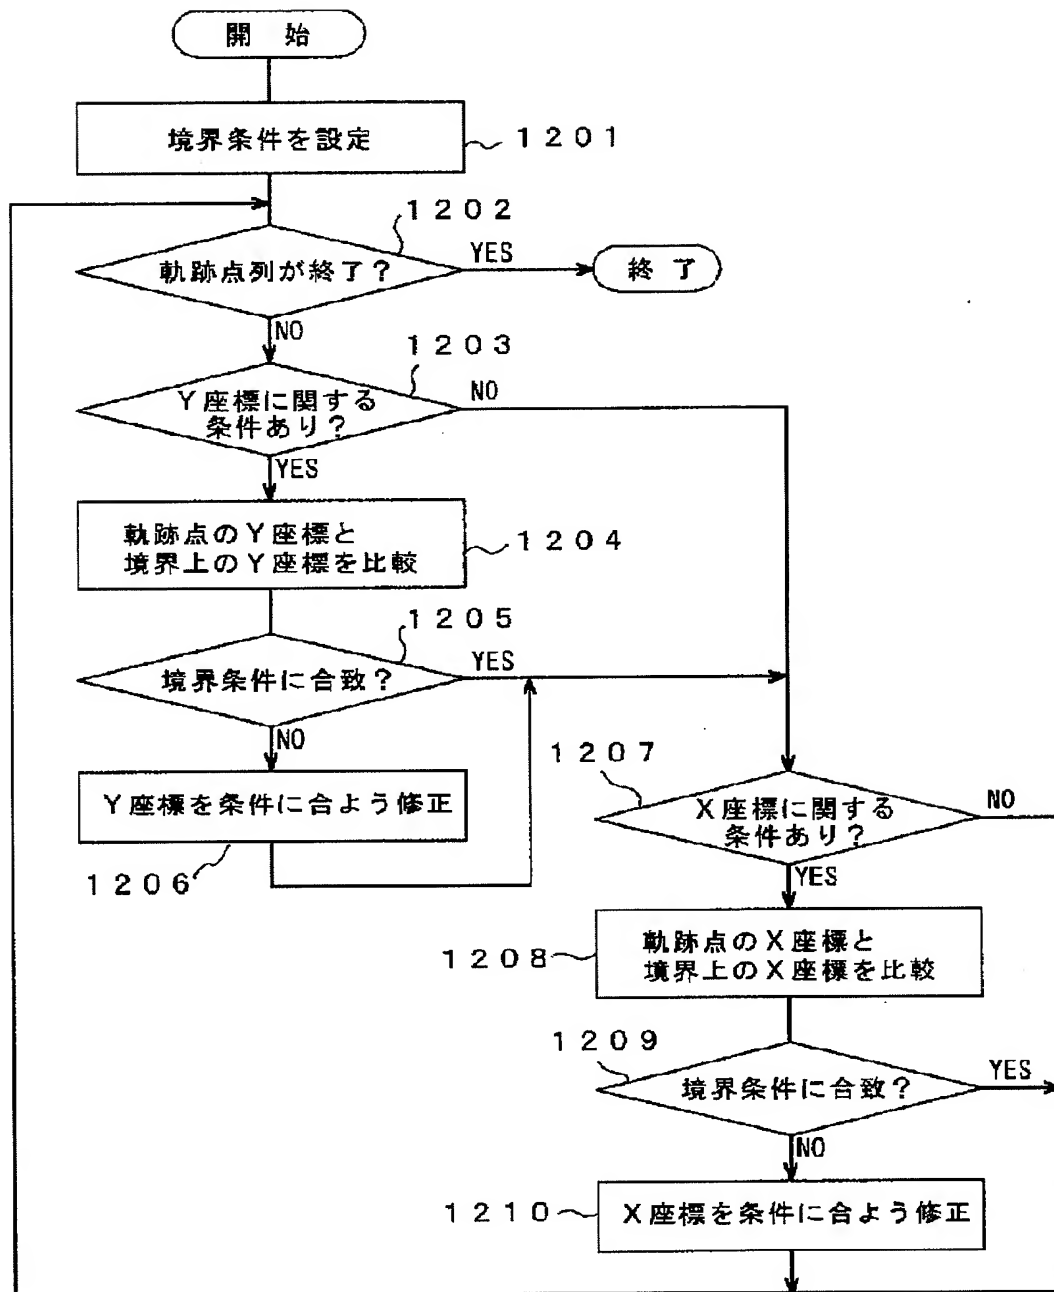 開 始
境界条件を設定
1201
1202
軌跡点列が終了?
YES
終 了
NO
1203
Y座標に関する
条件あり?
NO
YES
軌跡点のY座標と
境界上のY座標を比較
1204
1205
境界条件に合致?
YES
NO
Y座標を条件に合よう修正
1206
1207
X座標に関する
条件あり?
NO
YES
軌跡点のX座標と
境界上のX座標を比較
1208
1209
境界条件に合致?
YES
NO
X座標を条件に合よう修正
1210